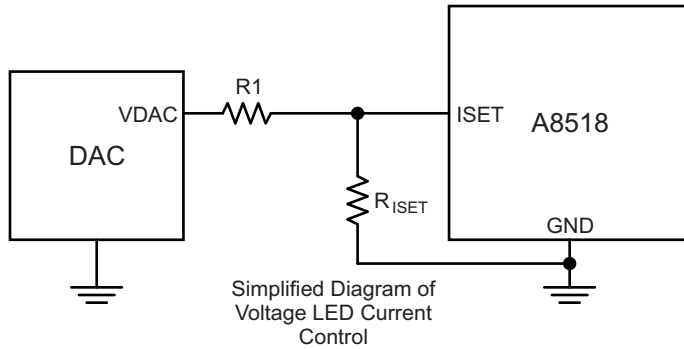 R1
VDAC
ISET
A8518
DAC
RISET
GND
Simplified Diagram of
Voltage LED Current
Control